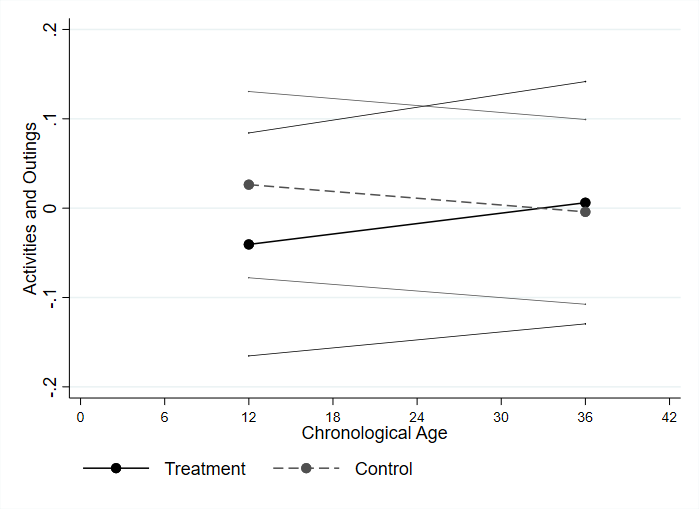 .2
.1
0
-.1
-.2
Activities and Outings
0 6 12 18 24 30 36 42
Chronological Age
Treatment Control